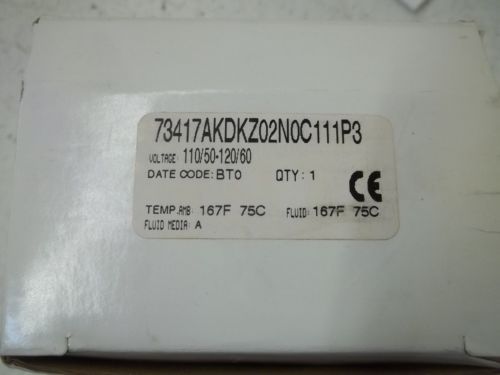 73417AKDKZ02N0C111P3
VOLTAGE: 110/50-120/60
DATE CODE: BT0 QTY: 1
CE
TEMP. AMB: 167F 75C FLUID: 167F 75C
FLUID MEDIA: A